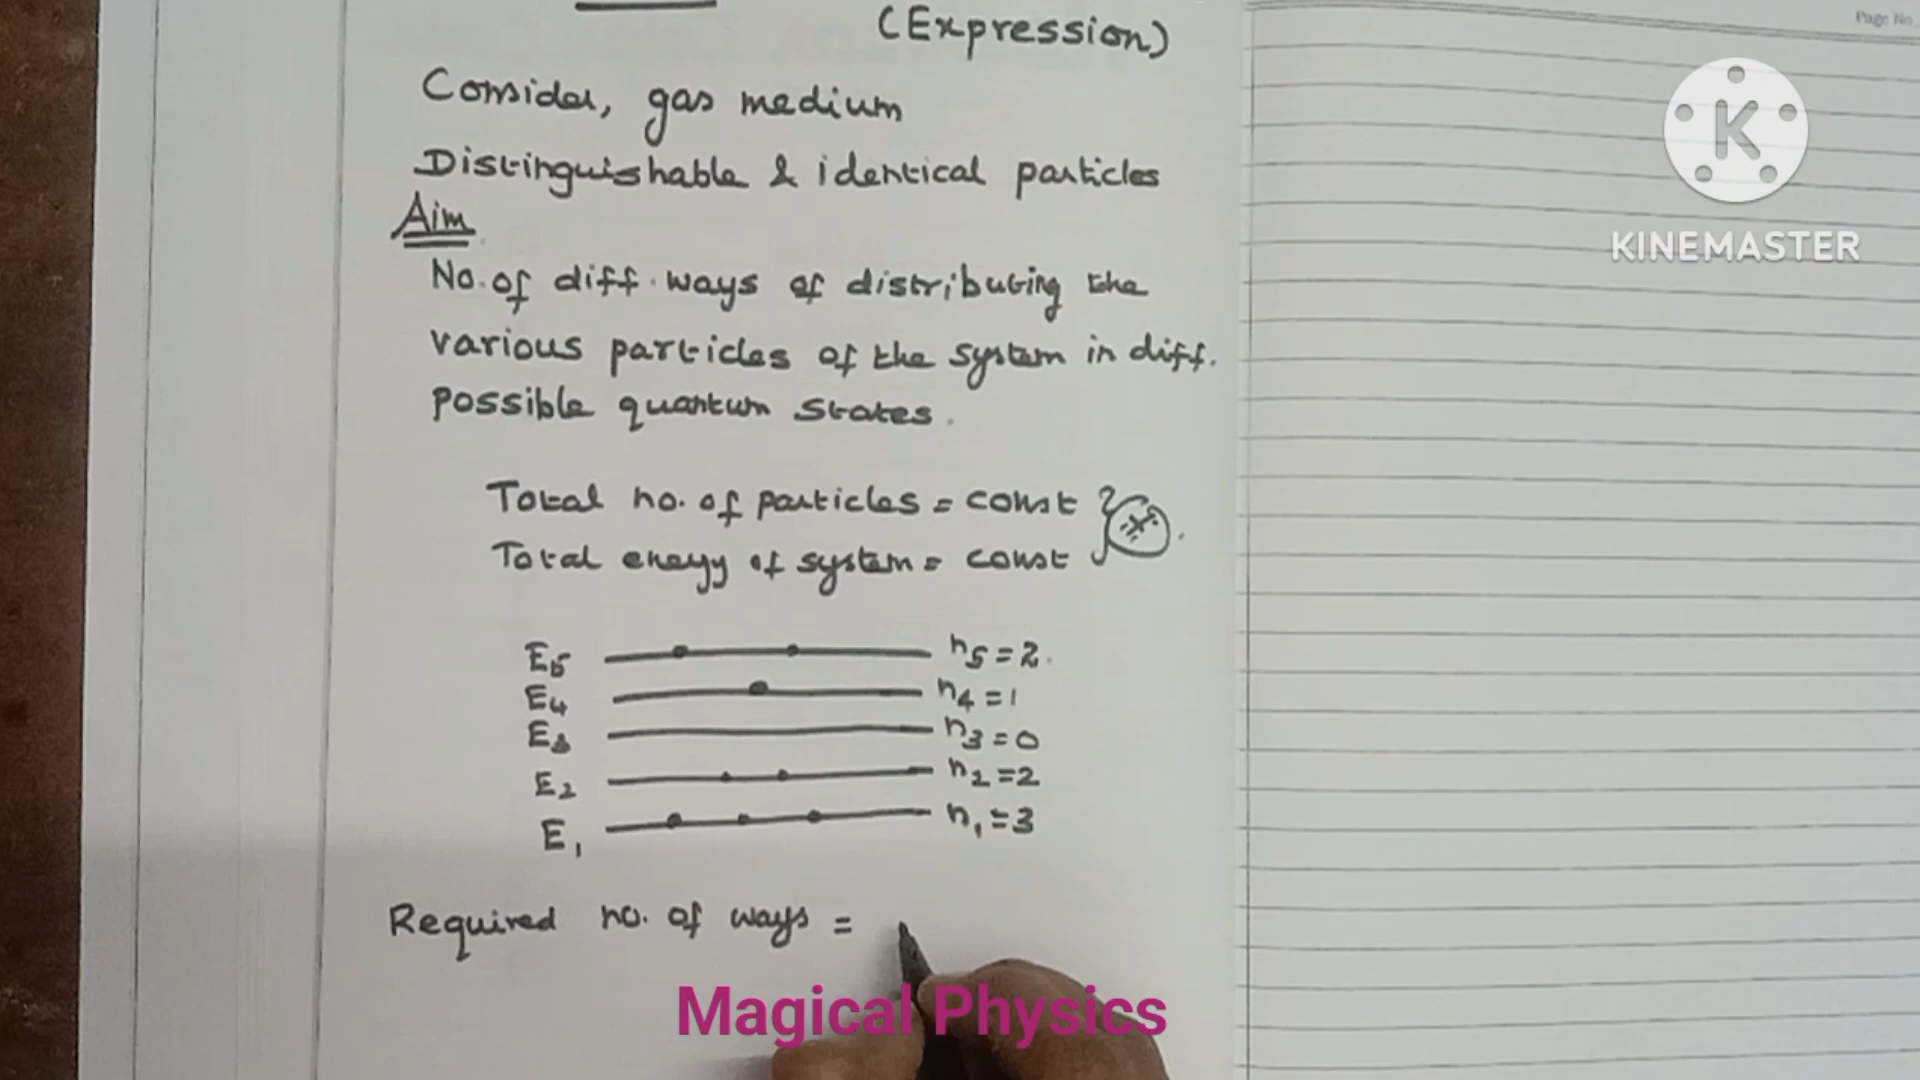 (Expression)
Page No.
Consider, gas medium
Distinguishable & identical particles
Aim
No. of diff. ways of distributing the
various particles of the system in diff.
possible quantum states.
Total no. of particles = const
Total energy of system = const
E5 n5 = 2.
E4 n4 = 1
E3 n3 = 0
E2 n2 = 2
E1 n1 = 3
Required no. of ways =
K
KINEMASTER
Magical Physics